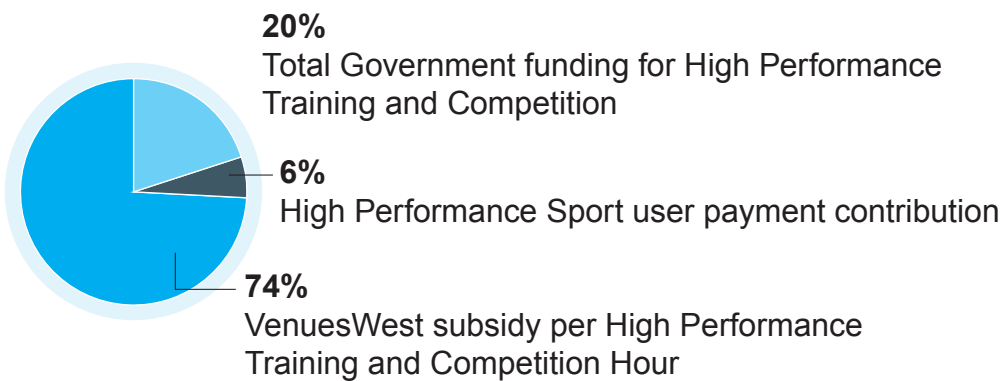 20%
Total Government funding for High Performance
Training and Competition
6%
High Performance Sport user payment contribution
74%
VenuesWest subsidy per High Performance
Training and Competition Hour